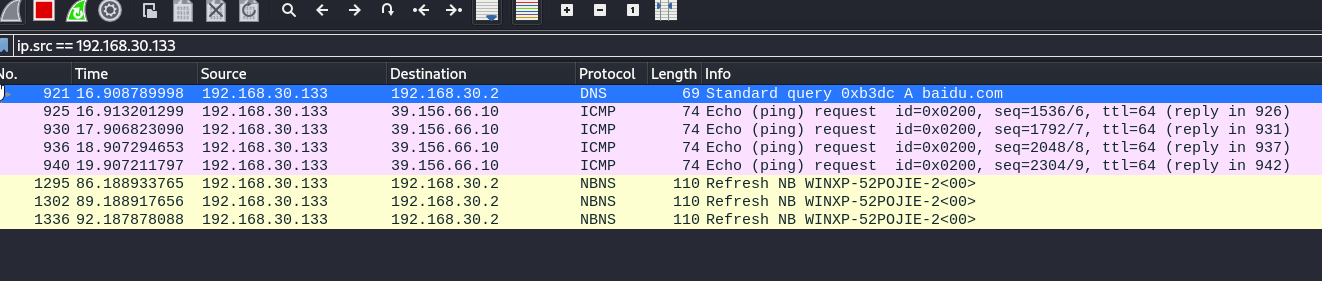 ip.src == 192.168.30.133
No. Time Source Destination Protocol Length Info
921 16.908789998 192.168.30.133 192.168.30.2 DNS 69 Standard query 0xb3dc A baidu.com
925 16.913201299 192.168.30.133 39.156.66.10 ICMP 74 Echo (ping) request id=0x0200, seq=1536/6, ttl=64 (reply in 926)
930 17.906823090 192.168.30.133 39.156.66.10 ICMP 74 Echo (ping) request id=0x0200, seq=1792/7, ttl=64 (reply in 931)
936 18.907294653 192.168.30.133 39.156.66.10 ICMP 74 Echo (ping) request id=0x0200, seq=2048/8, ttl=64 (reply in 937)
940 19.907211797 192.168.30.133 39.156.66.10 ICMP 74 Echo (ping) request id=0x0200, seq=2304/9, ttl=64 (reply in 942)
1295 86.188933765 192.168.30.133 192.168.30.2 NBNS 110 Refresh NB WINXP-52POJIE-2<00>
1302 89.188917656 192.168.30.133 192.168.30.2 NBNS 110 Refresh NB WINXP-52POJIE-2<00>
1336 92.187878088 192.168.30.133 192.168.30.2 NBNS 110 Refresh NB WINXP-52POJIE-2<00>